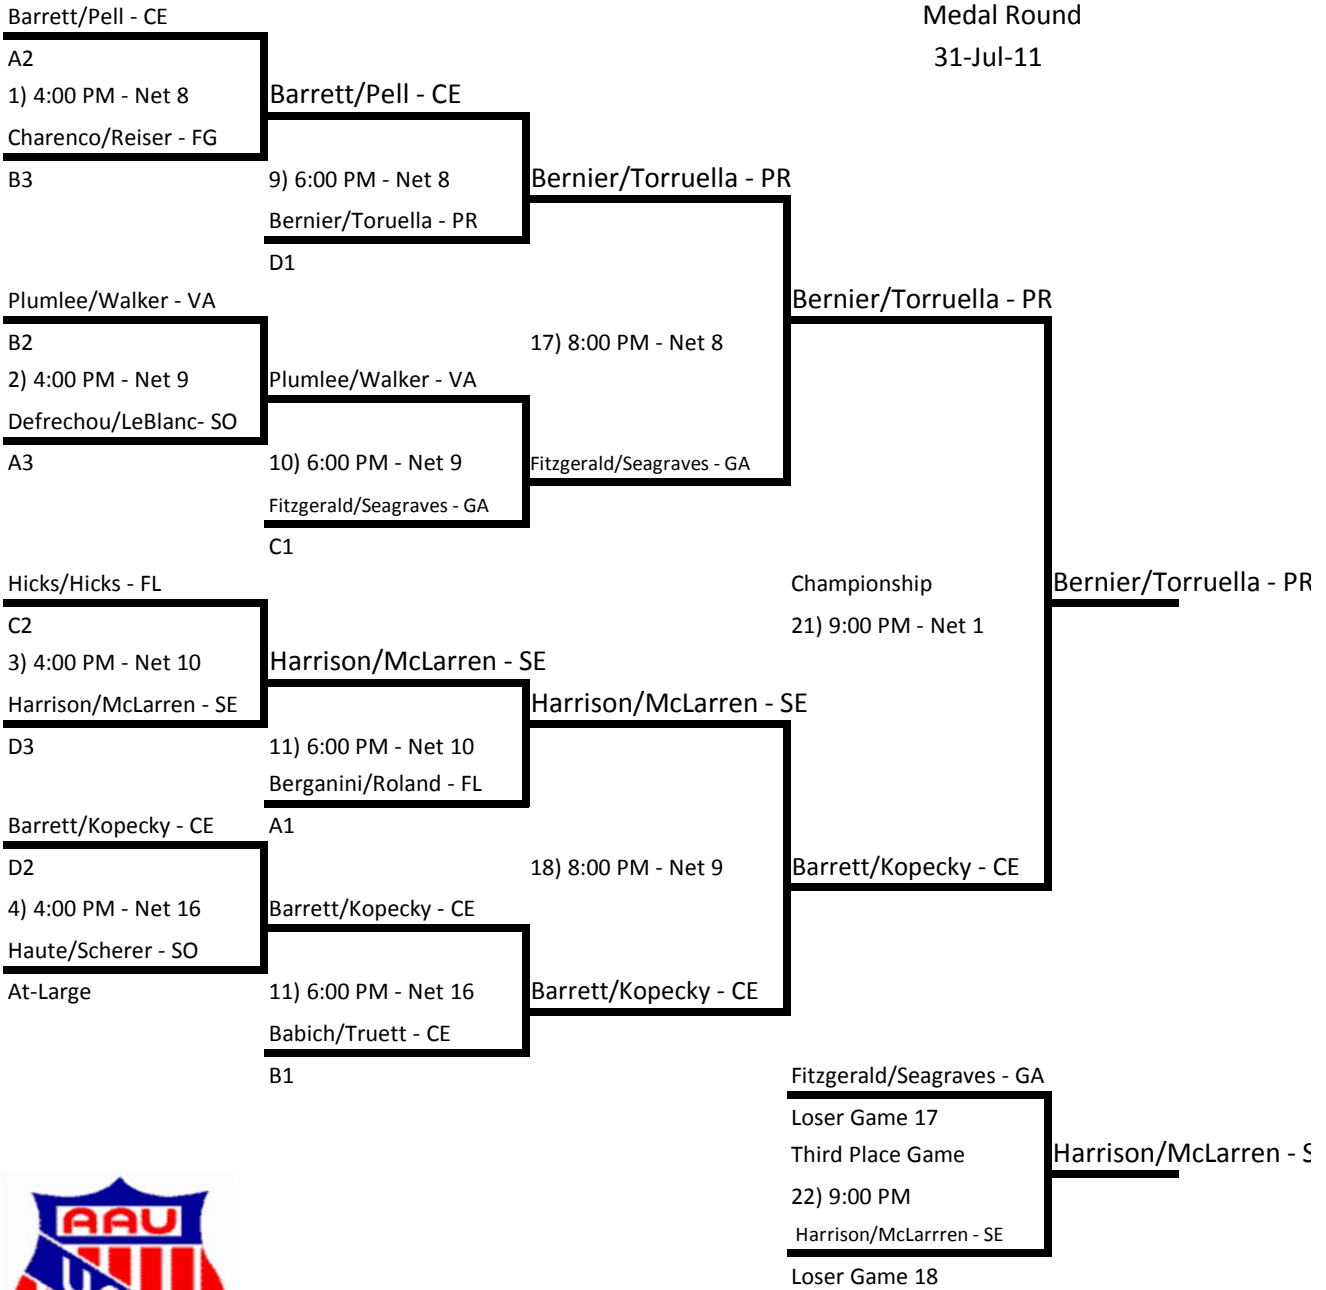 Barrett/Pell - CE
Medal Round
A2
31-Jul-11
1) 4:00 PM - Net 8
Barrett/Pell - CE
Charenco/Reiser - FG
B3
9) 6:00 PM - Net 8
Bernier/Torruella - PR
Bernier/Toruella - PR
D1
Plumlee/Walker - VA
Bernier/Torruella - PR
B2
17) 8:00 PM - Net 8
2) 4:00 PM - Net 9
Plumlee/Walker - VA
Defrechou/LeBlanc- SO
A3
10) 6:00 PM - Net 9
Fitzgerald/Seagraves - GA
Fitzgerald/Seagraves - GA
C1
Hicks/Hicks - FL
Championship
Bernier/Torruella - PR
C2
21) 9:00 PM - Net 1
3) 4:00 PM - Net 10
Harrison/McLarren - SE
Harrison/McLarren - SE
Harrison/McLarren - SE
D3
11) 6:00 PM - Net 10
Berganini/Roland - FL
Barrett/Kopecky - CE
A1
D2
18) 8:00 PM - Net 9
Barrett/Kopecky - CE
4) 4:00 PM - Net 16
Barrett/Kopecky - CE
Haute/Scherer - SO
At-Large
11) 6:00 PM - Net 16
Barrett/Kopecky - CE
Babich/Truett - CE
B1
Fitzgerald/Seagraves - GA
Loser Game 17
Third Place Game
Harrison/McLarren - S
22) 9:00 PM
Harrison/McLarrren - SE
Loser Game 18
AAU